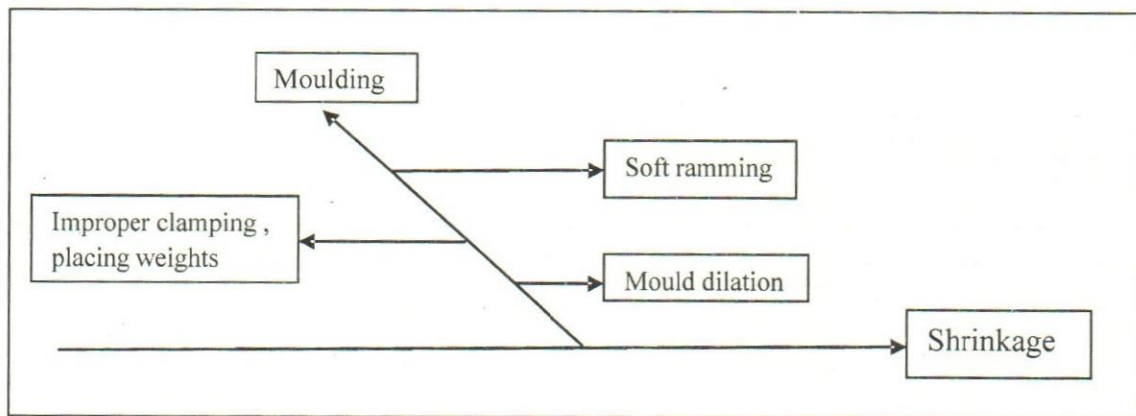 Moulding
Soft ramming
Improper clamping ,
placing weights
Mould dilation
Shrinkage